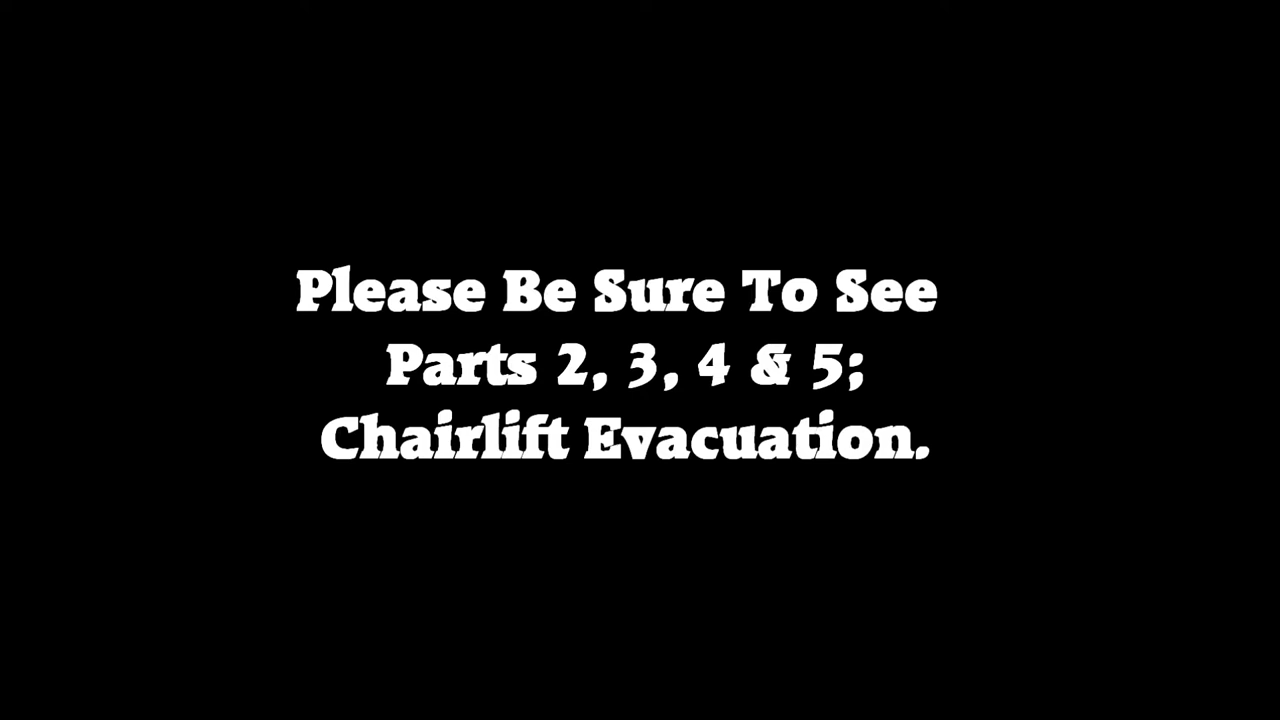 Please Be Sure To See
Parts 2, 3, 4 & 5;
Chairlift Evacuation.